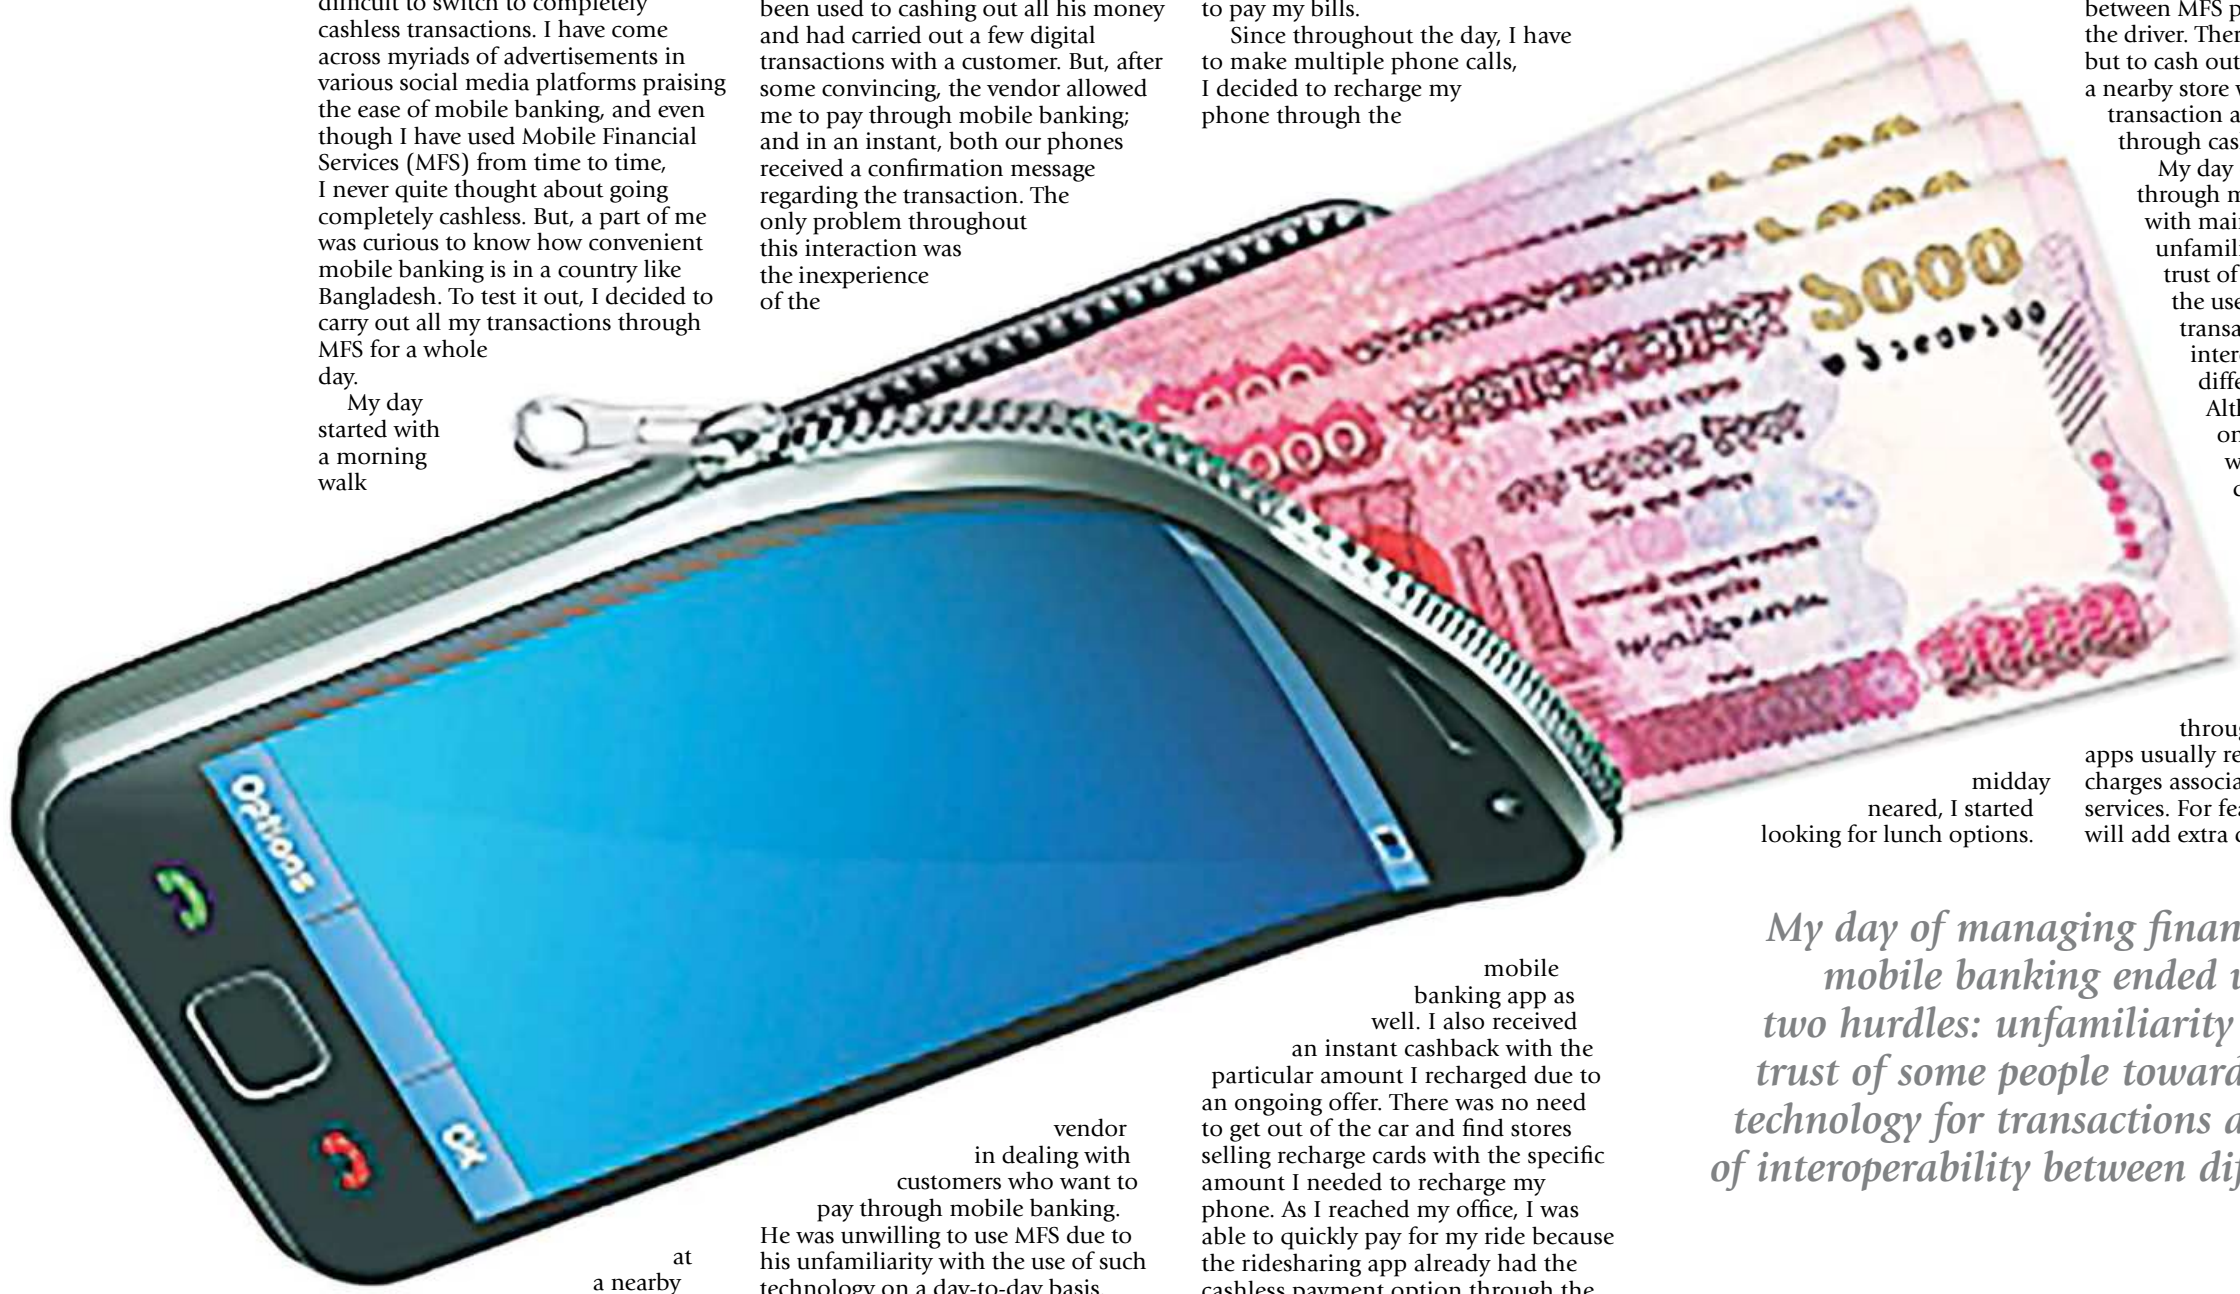 difficult to switch to completely
cashless transactions. I have come
across myriads of advertisements in
various social media platforms praising
the ease of mobile banking, and even
though I have used Mobile Financial
Services (MFS) from time to time,
I never quite thought about going
completely cashless. But, a part of me
was curious to know how convenient
mobile banking is in a country like
Bangladesh. To test it out, I decided to
carry out all my transactions through
MFS for a whole
day.
My day
started with
a morning
walk
at
a nearby
been used to cashing out all his money
and had carried out a few digital
transactions with a customer. But, after
some convincing, the vendor allowed
me to pay through mobile banking;
and in an instant, both our phones
received a confirmation message
regarding the transaction. The
only problem throughout
this interaction was
the inexperience
of the
vendor
in dealing with
customers who want to
pay through mobile banking.
He was unwilling to use MFS due to
his unfamiliarity with the use of such
technology on a day-to-day basis
to pay my bills.
Since throughout the day, I have
to make multiple phone calls,
I decided to recharge my
phone through the
mobile
banking app as
well. I also received
an instant cashback with the
particular amount I recharged due to
an ongoing offer. There was no need
to get out of the car and find stores
selling recharge cards with the specific
amount I needed to recharge my
phone. As I reached my office, I was
able to quickly pay for my ride because
the ridesharing app already had the
cashless payment option through the
midday
neared, I started
looking for lunch options.
between MFS p
the driver. Ther
but to cash out
a nearby store w
transaction a
through cas
My day
through m
with mai
unfamil
trust of
the use
transa
inter
diffe
Alt
on
w
throug
apps usually re
charges associa
services. For fea
will add extra c
My day of managing finan
mobile banking ended u
two hurdles: unfamiliarity
trust of some people toward
technology for transactions a
of interoperability between dif
১০০০
Options
OK